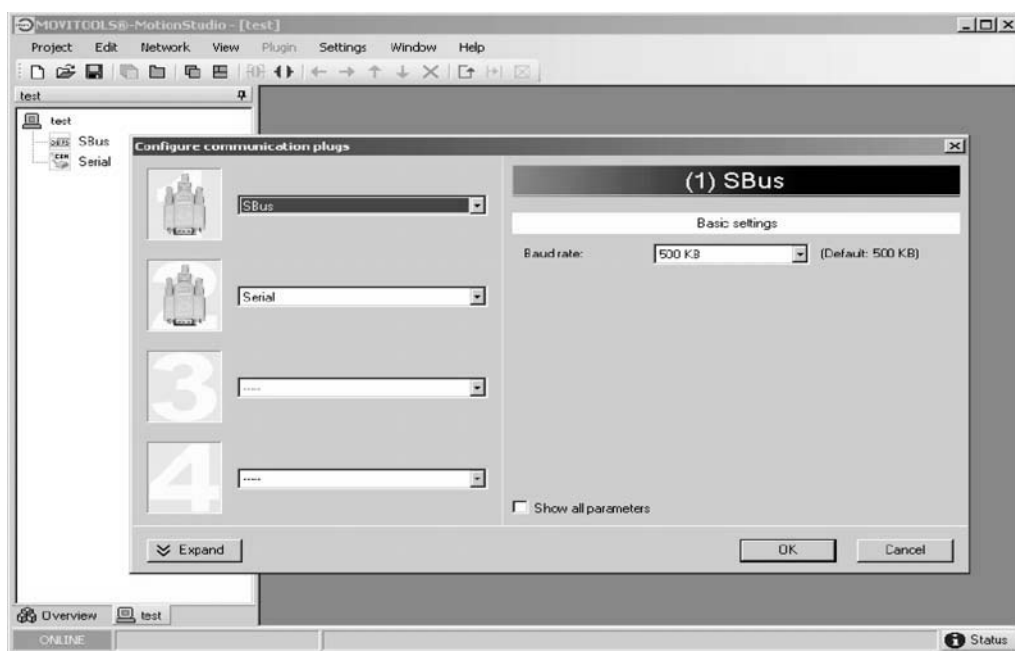 MOVITOOLS®-MotionStudio - [test]
Project Edit Network View Plugin Settings Window Help
test
test
SBus
Serial
Configure communication plugs
SBus
Serial
3
-----
4
-----
(1) SBus
Basic settings
Baud rate: 500 KB (Default: 500 KB)
Show all parameters
Expand
OK Cancel
Overview test
ONLINE
Status